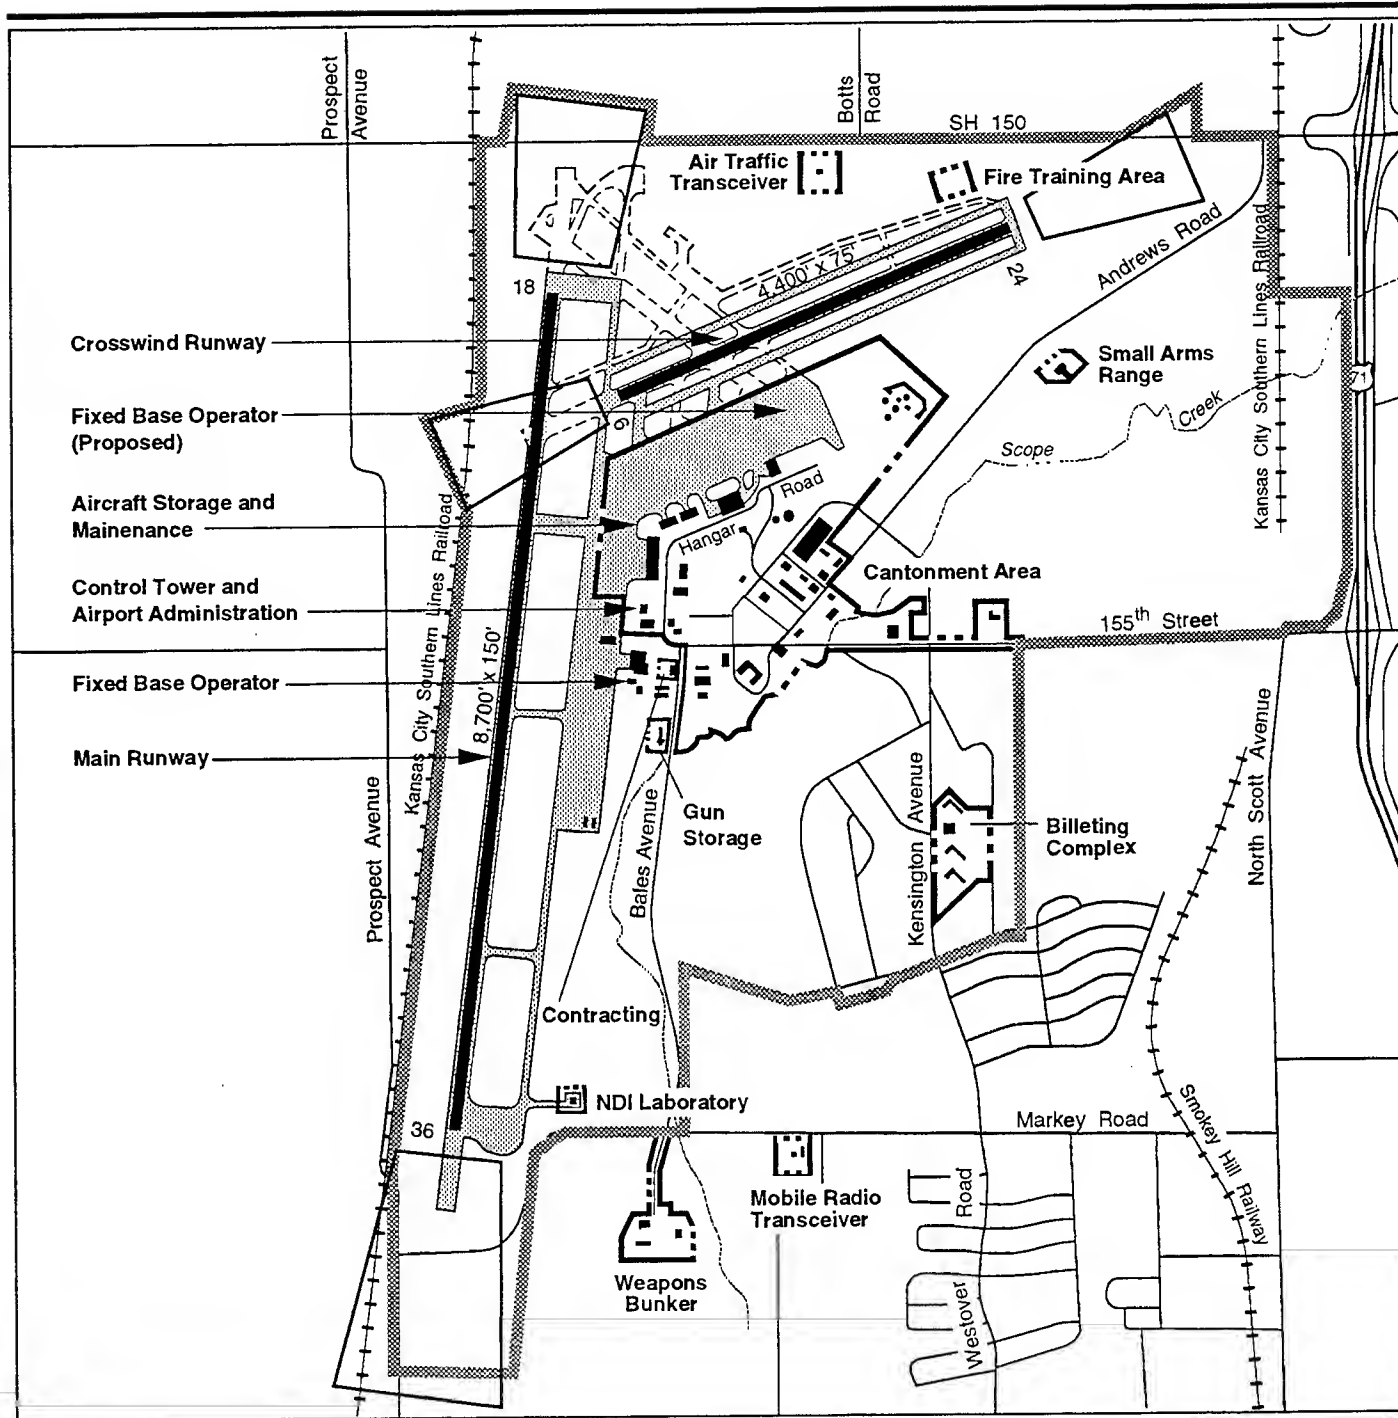 Prospect
Avenue
Botts
Road
SH 150
Air Traffic
Transceiver
Fire Training Area
Andrews Road
Kansas City Southern Lines Railroad
18
4,400' x 75'
24
Crosswind Runway
Small Arms
Range
71
Fixed Base Operator
(Proposed)
6
Scope
Creek
Aircraft Storage and
Mainenance
Road
Hangar
Kansas City Southern Lines Railroad
Control Tower and
Airport Administration
Cantonment Area
155th Street
8,700' x 150'
Fixed Base Operator
Main Runway
North Scott Avenue
Prospect Avenue
Bales Avenue
Gun
Storage
Kensington Avenue
Billeting
Complex
Contracting
NDI Laboratory
36
Markey Road
Smokey Hill Railway
Mobile Radio
Transceiver
Westover Road
Weapons
Bunker